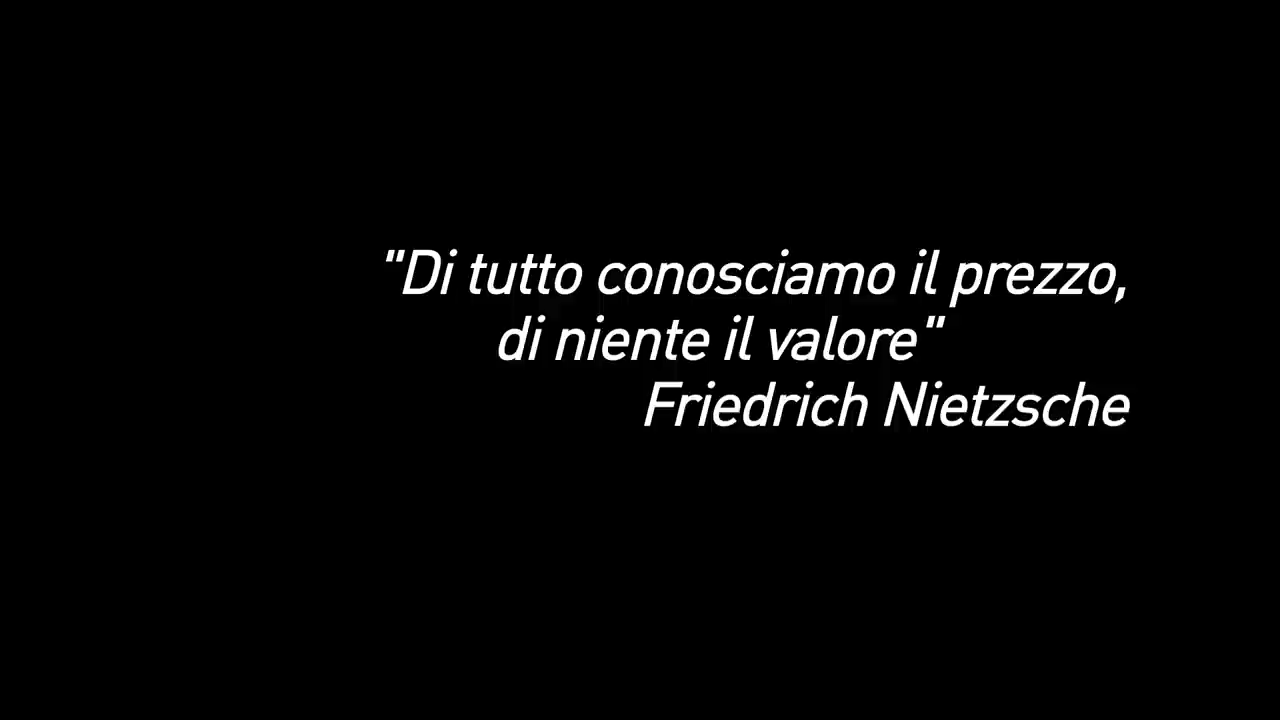 "Di tutto conosciamo il prezzo,
di niente il valore"
Friedrich Nietzsche